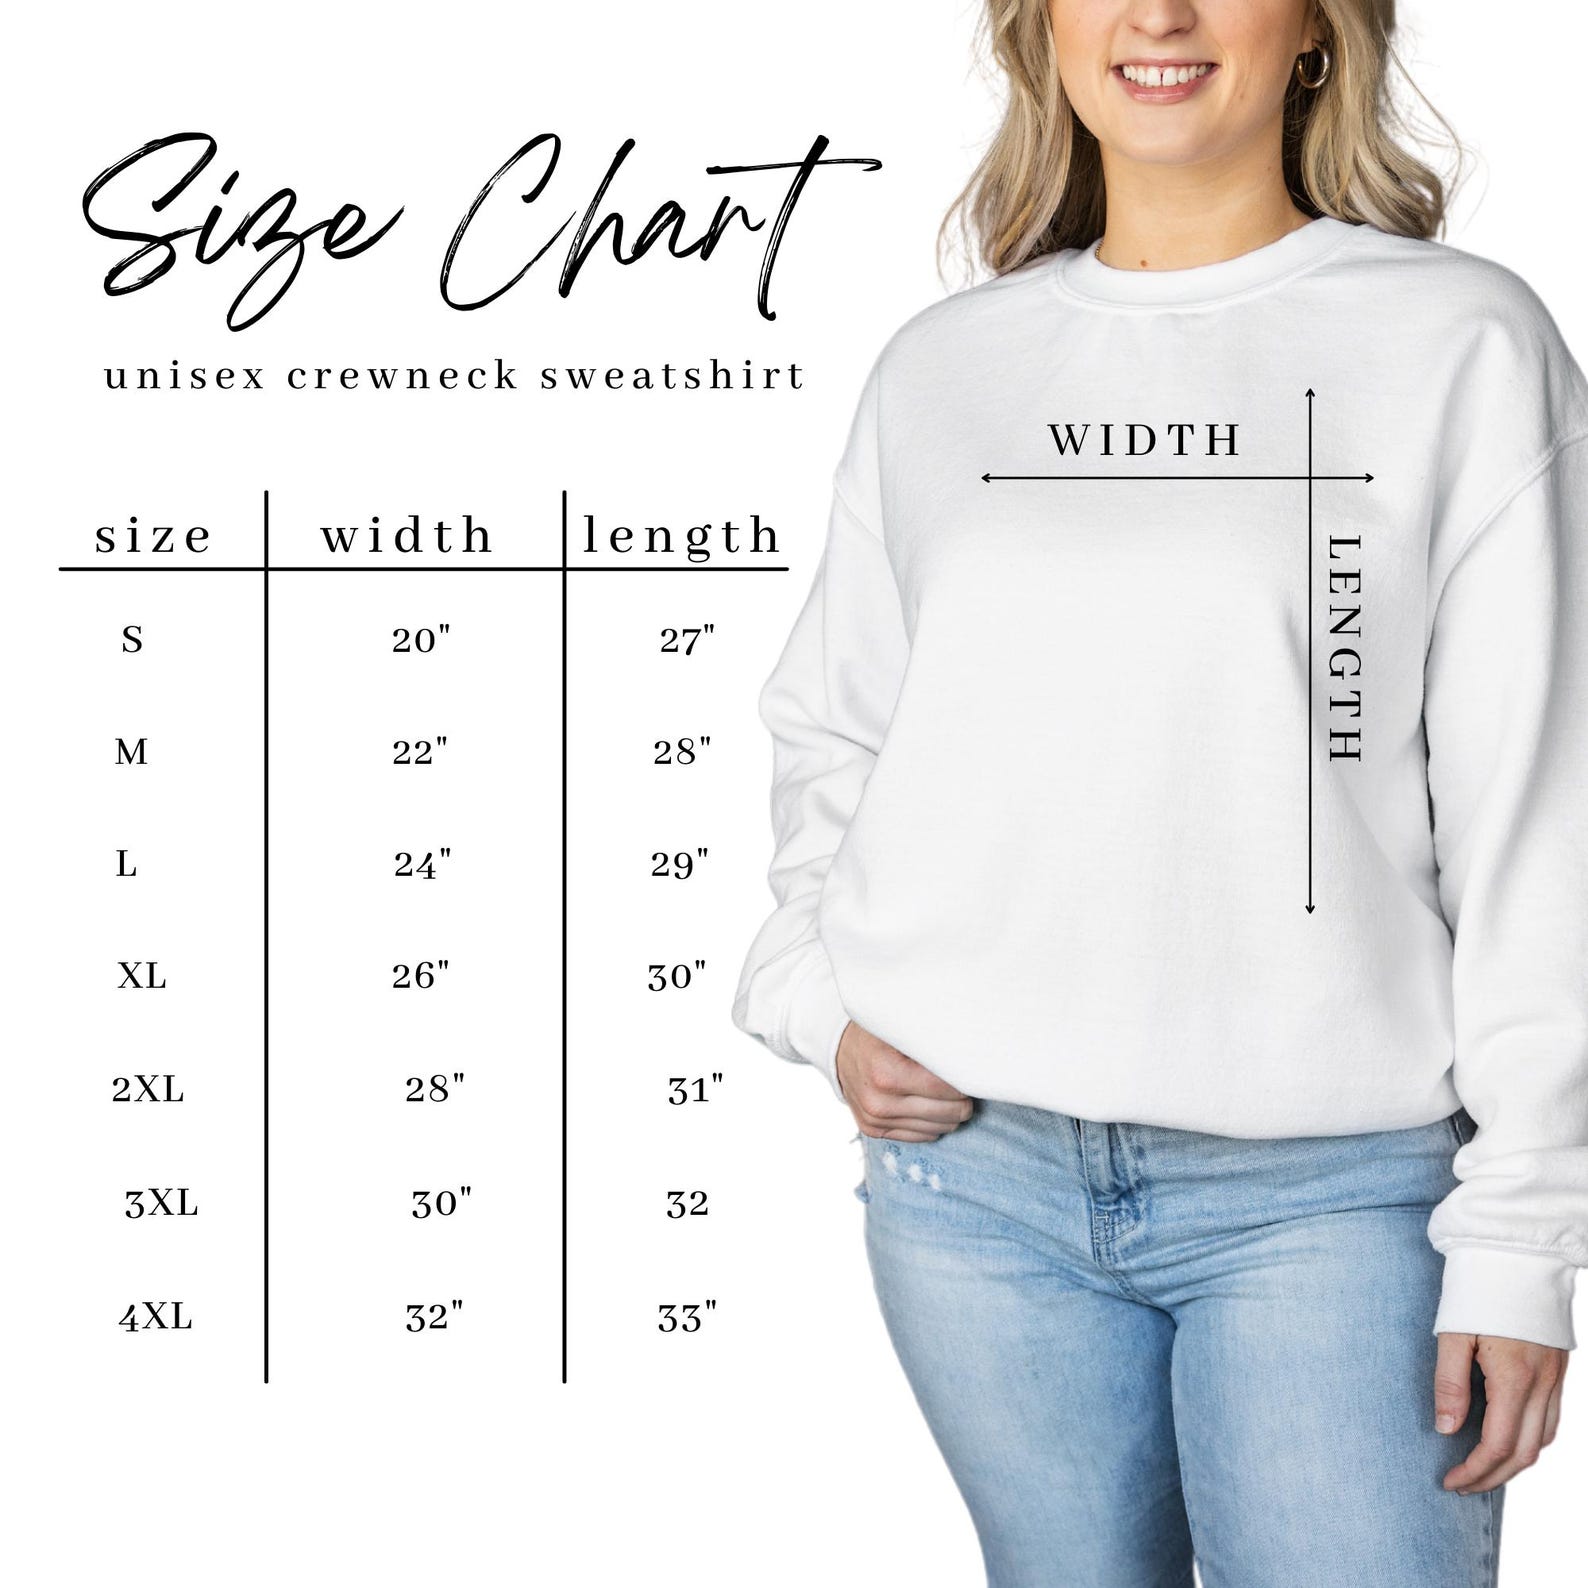 Size Chart
unisex crewneck sweatshirt
size width length
S 20" 27"
M 22" 28"
L 24" 29"
XL 26" 30"
2XL 28" 31"
3XL 30" 32
4XL 32" 33"
WIDTH
LENGTH